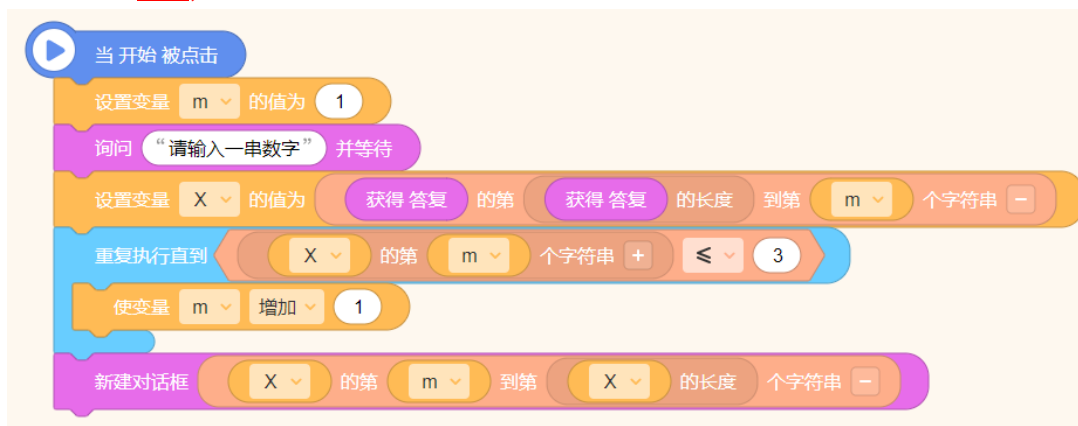 当 开始 被点击
设置变量 m 的值为 1
询问 “请输入一串数字” 并等待
设置变量 X 的值为 获得 答复 的第 获得 答复 的长度 到第 m 个字符串 −
重复执行直到 X 的第 m 个字符串 + ≤ 3
使变量 m 增加 1
新建对话框 X 的第 m 到第 X 的长度 个字符串 −